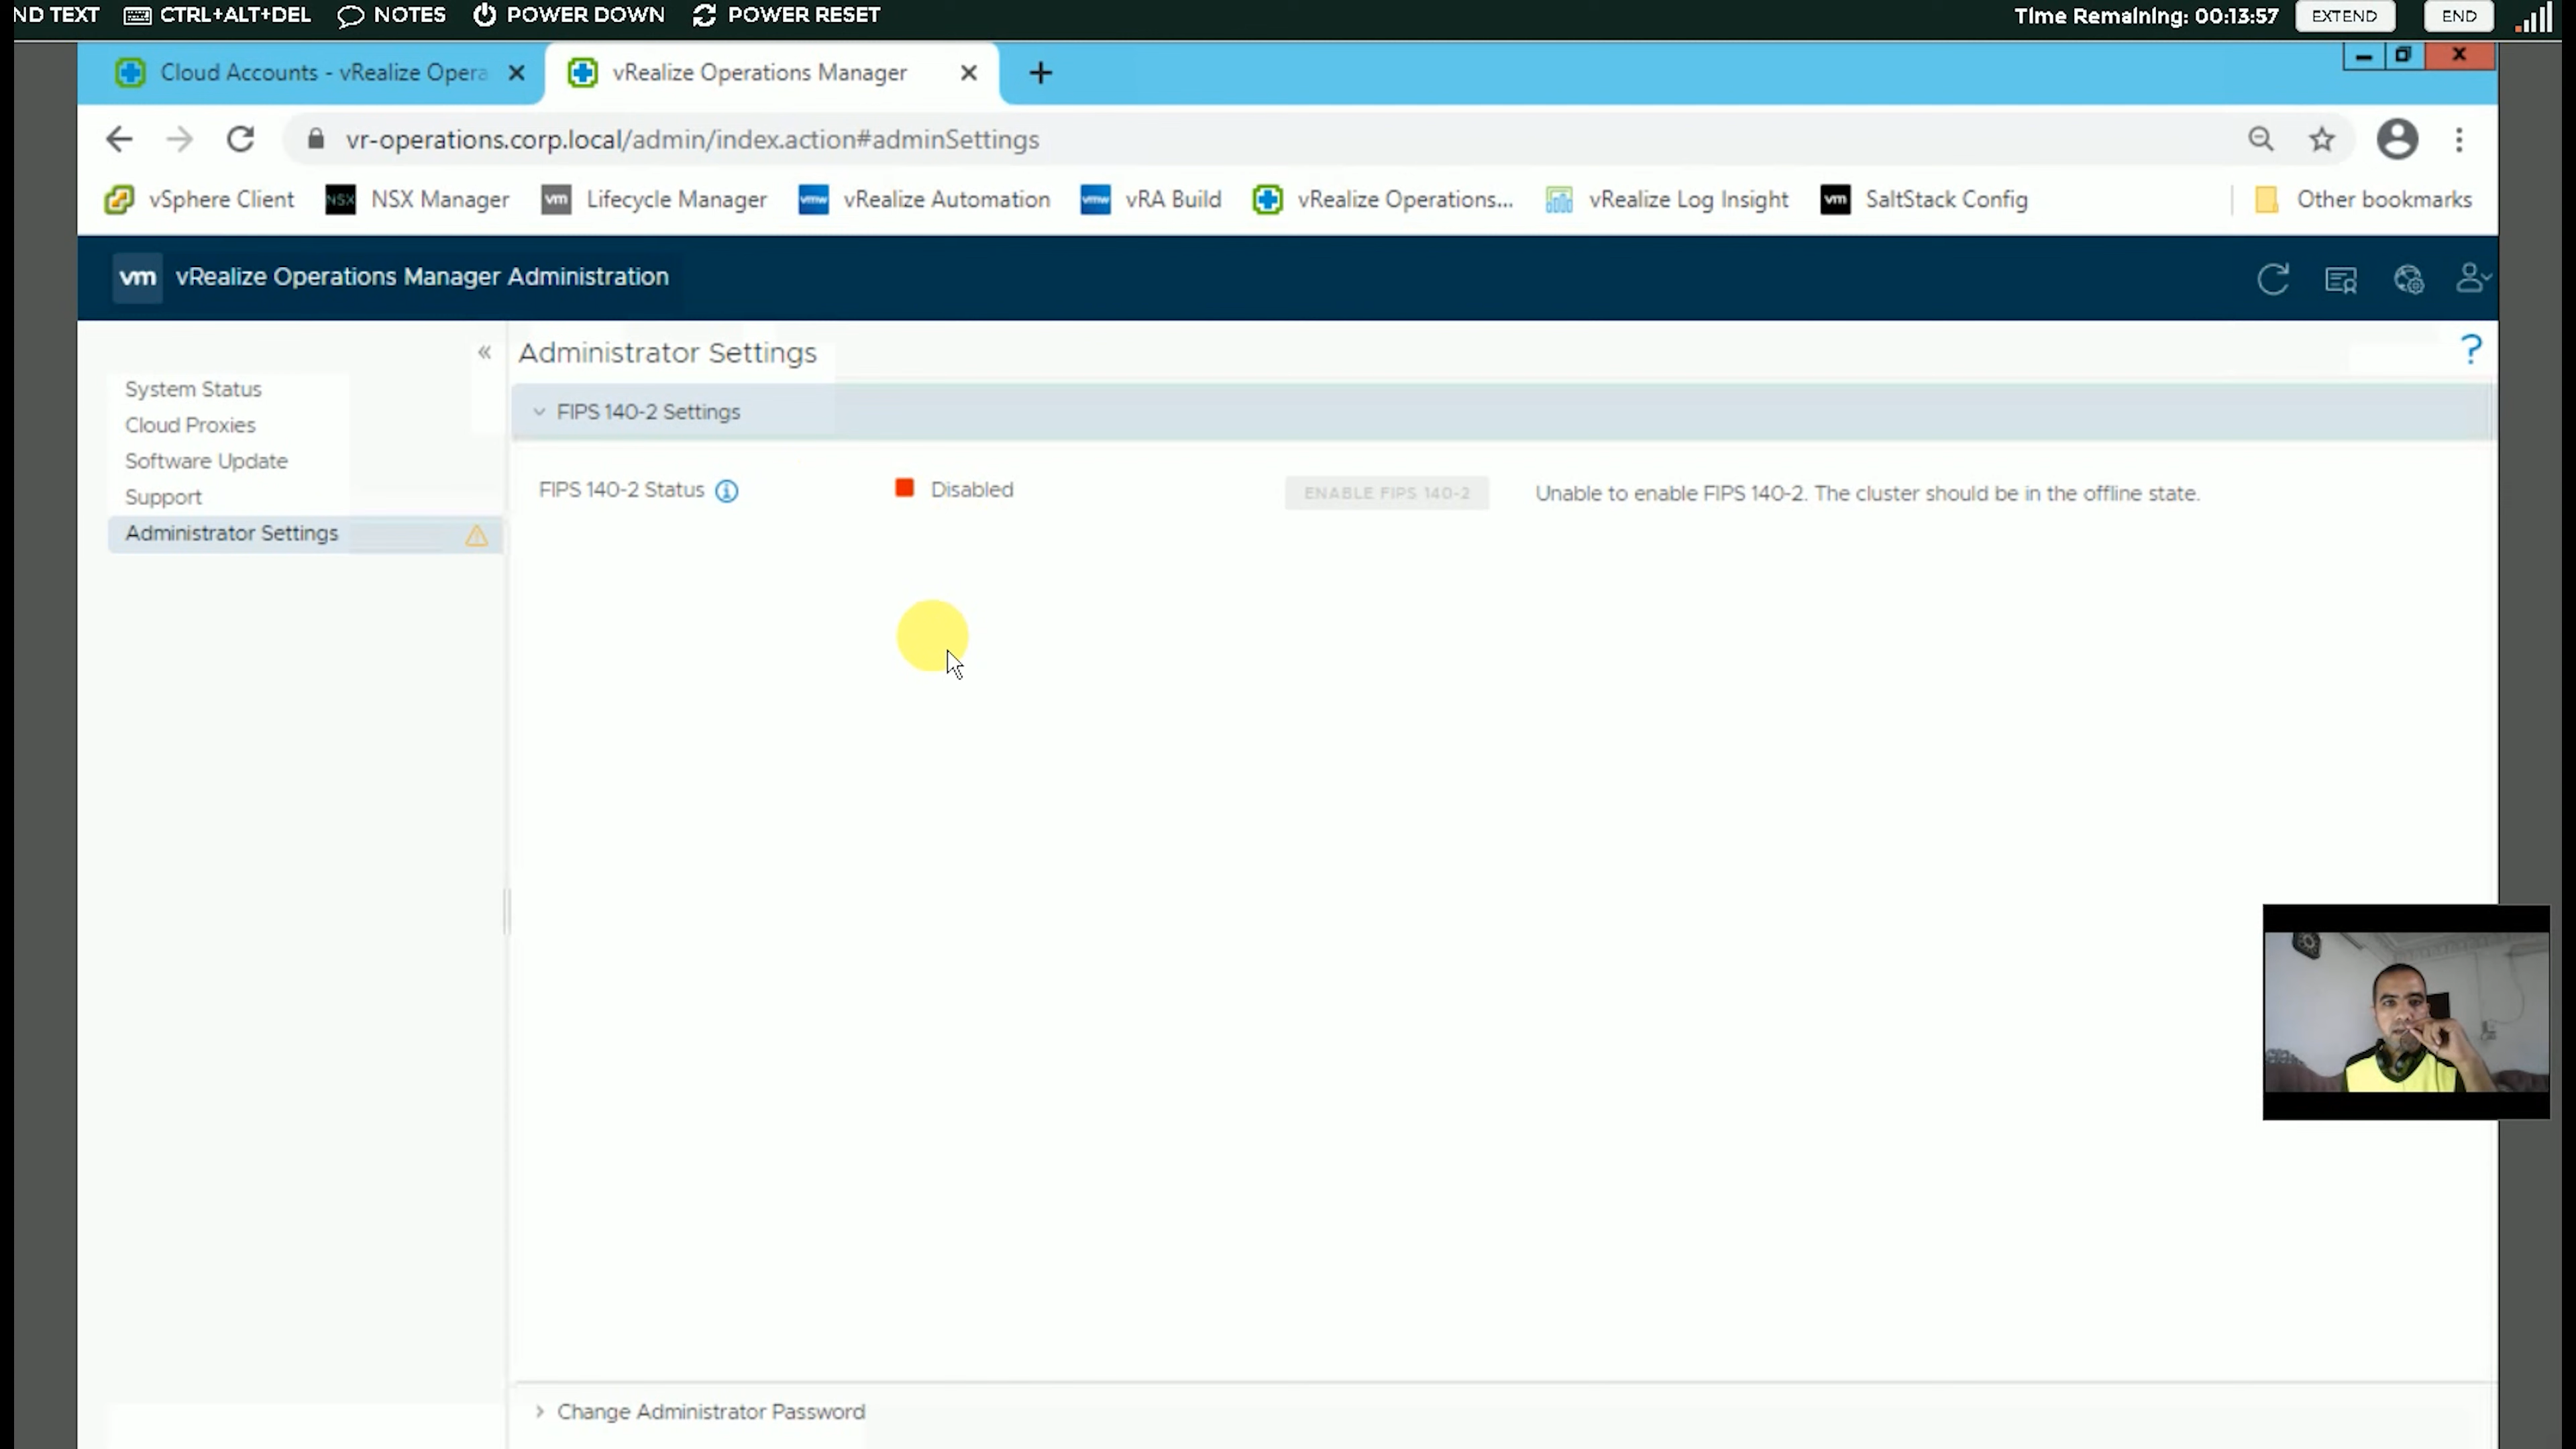 ND TEXT CTRL+ALT+DEL NOTES POWER DOWN POWER RESET Time Remaining: 00:13:57 EXTEND END
Cloud Accounts - vRealize Opera vRealize Operations Manager
vr-operations.corp.local/admin/index.action#adminSettings
vSphere Client NSX NSX Manager vm Lifecycle Manager vmw vRealize Automation vmw vRA Build vRealize Operations... vRealize Log Insight vm SaltStack Config Other bookmarks
vm vRealize Operations Manager Administration
« Administrator Settings ?
System Status
Cloud Proxies
Software Update
Support
Administrator Settings
FIPS 140-2 Settings
FIPS 140-2 Status Disabled ENABLE FIPS 140-2 Unable to enable FIPS 140-2. The cluster should be in the offline state.
Change Administrator Password